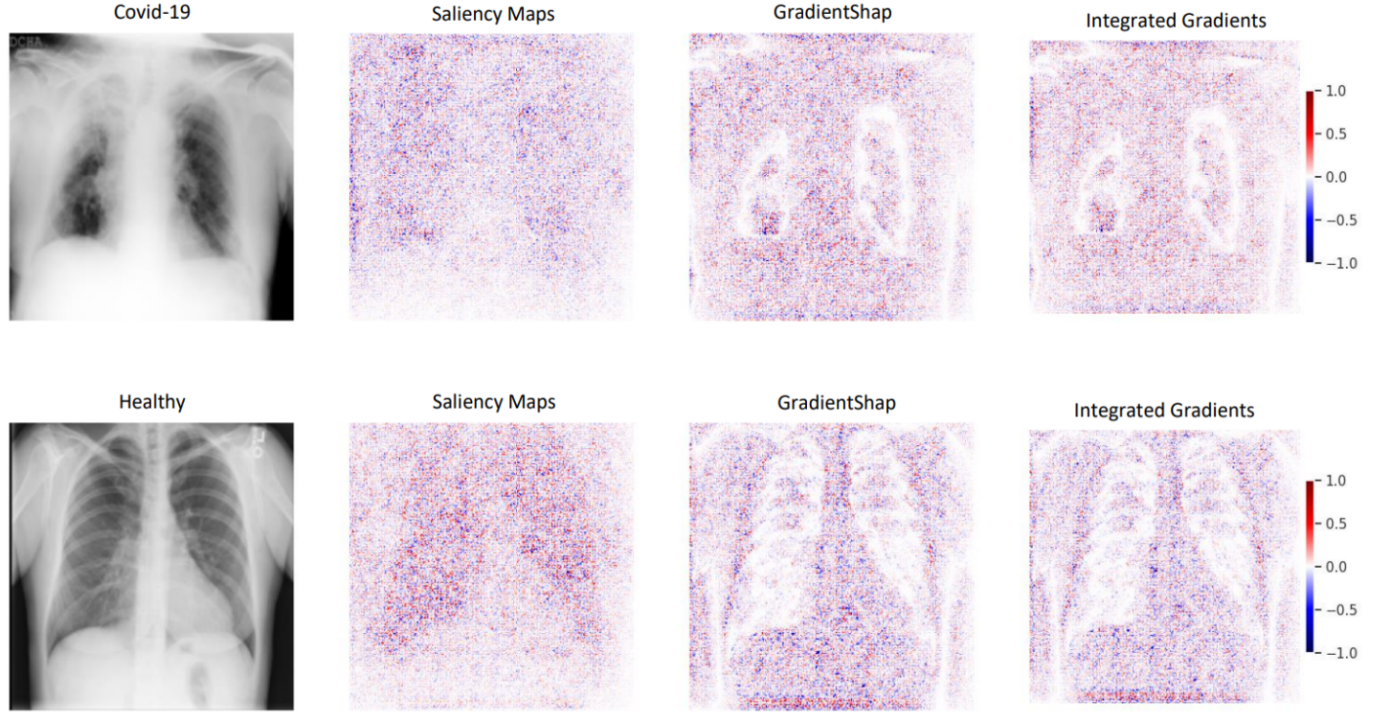 Covid-19
Saliency Maps
GradientShap
Integrated Gradients
DCHA
1.0
0.5
0.0
−0.5
−1.0
Healthy
Saliency Maps
GradientShap
Integrated Gradients
1.0
0.5
0.0
−0.5
−1.0